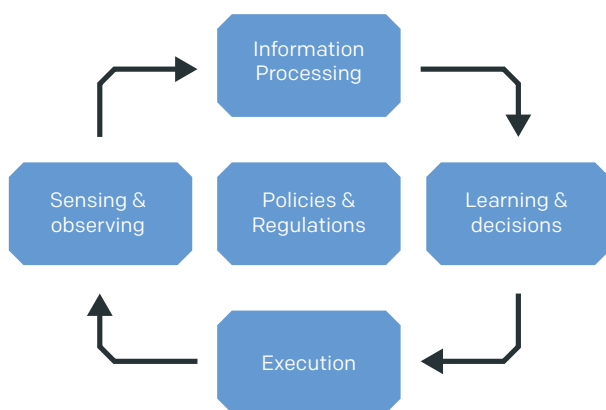 Information
Processing
Sensing &
observing
Policies &
Regulations
Learning &
decisions
Execution